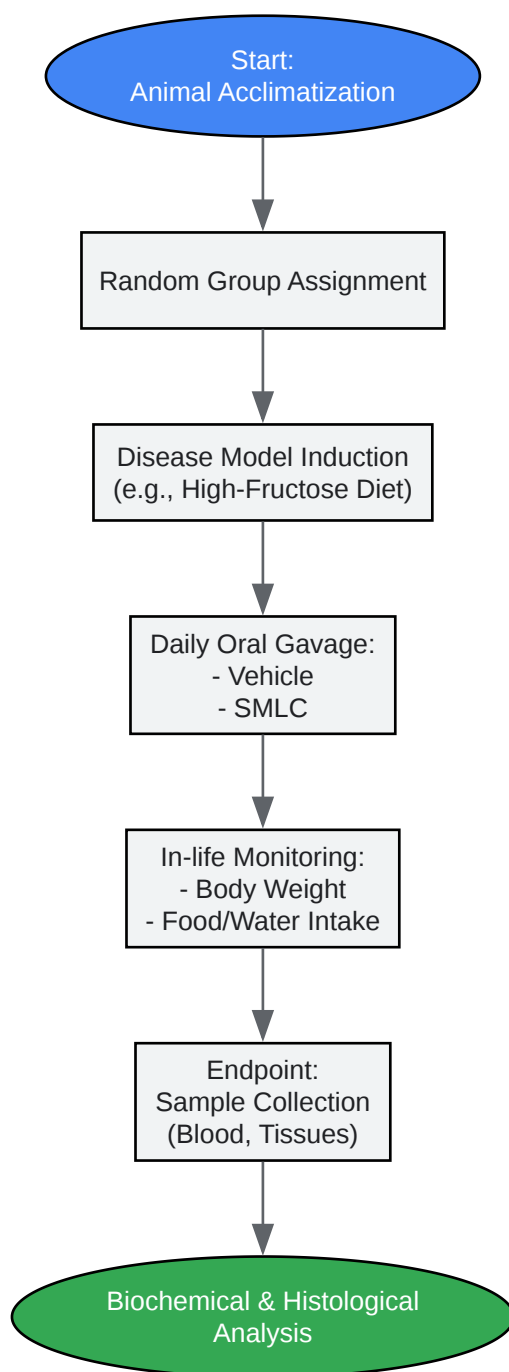 Start:
Animal Acclimatization
Random Group Assignment
Disease Model Induction
(e.g., High-Fructose Diet)
Daily Oral Gavage:
- Vehicle
- SMLC
In-life Monitoring:
- Body Weight
- Food/Water Intake
Endpoint:
Sample Collection
(Blood, Tissues)
Biochemical & Histological
Analysis